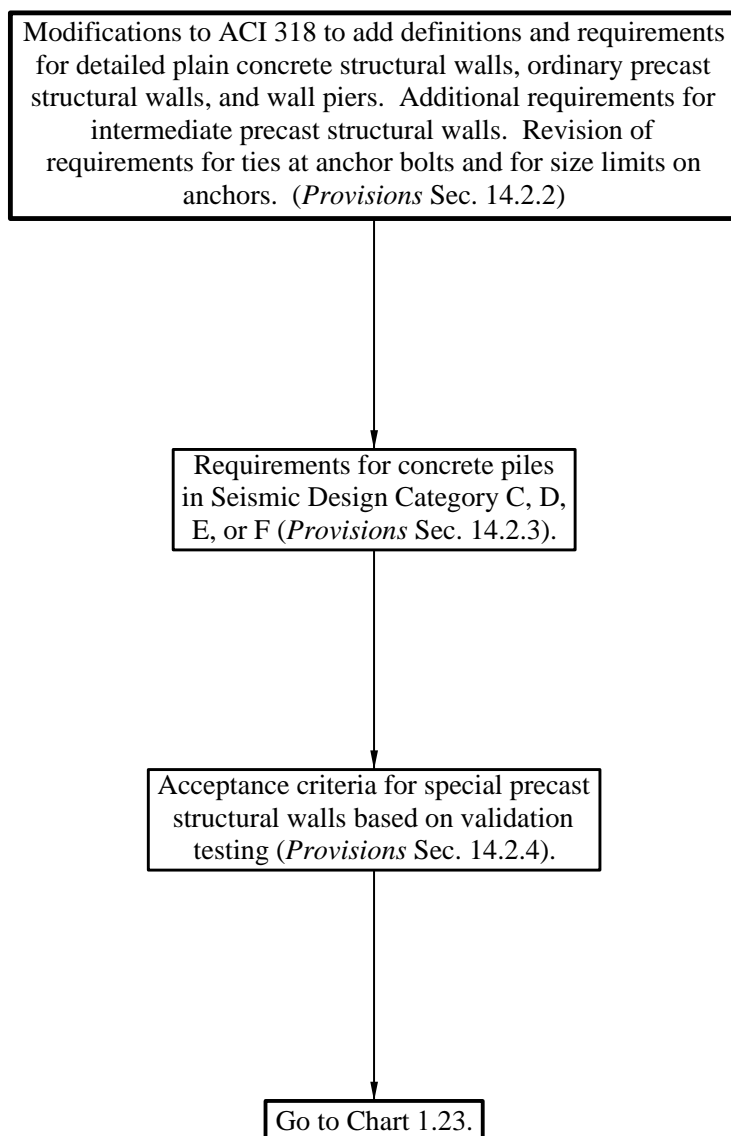 Modifications to ACI 318 to add definitions and requirements
for detailed plain concrete structural walls, ordinary precast
structural walls, and wall piers.  Additional requirements for
intermediate precast structural walls.  Revision of
requirements for ties at anchor bolts and for size limits on
anchors.  (Provisions Sec. 14.2.2)
Requirements for concrete piles
in Seismic Design Category C, D,
E, or F (Provisions Sec. 14.2.3).
Acceptance criteria for special precast
structural walls based on validation
testing (Provisions Sec. 14.2.4).
Go to Chart 1.23.